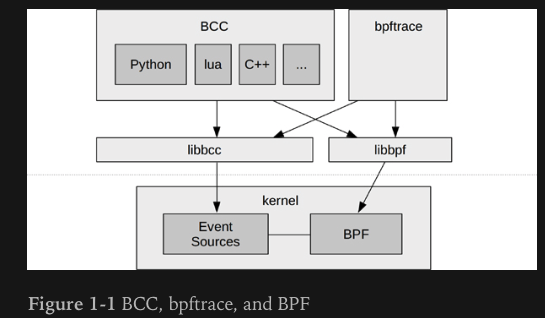 BCC
bpftrace
Python
lua
C++
...
libbcc
libbpf
kernel
Event
Sources
BPF
Figure 1-1 BCC, bpftrace, and BPF